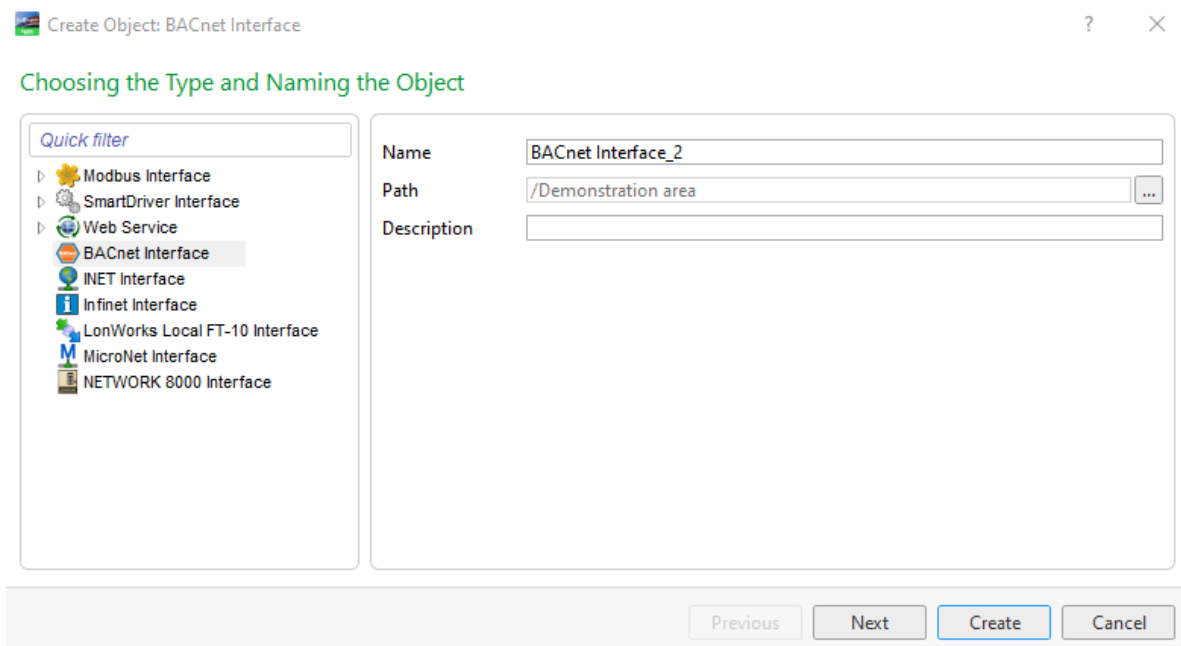 Create Object: BACnet Interface
?
Choosing the Type and Naming the Object
Quick filter
Modbus Interface
SmartDriver Interface
Web Service
BACnet Interface
INET Interface
Infinet Interface
LonWorks Local FT-10 Interface
MicroNet Interface
NETWORK 8000 Interface
Name BACnet Interface_2
Path /Demonstration area ...
Description
Previous Next Create Cancel